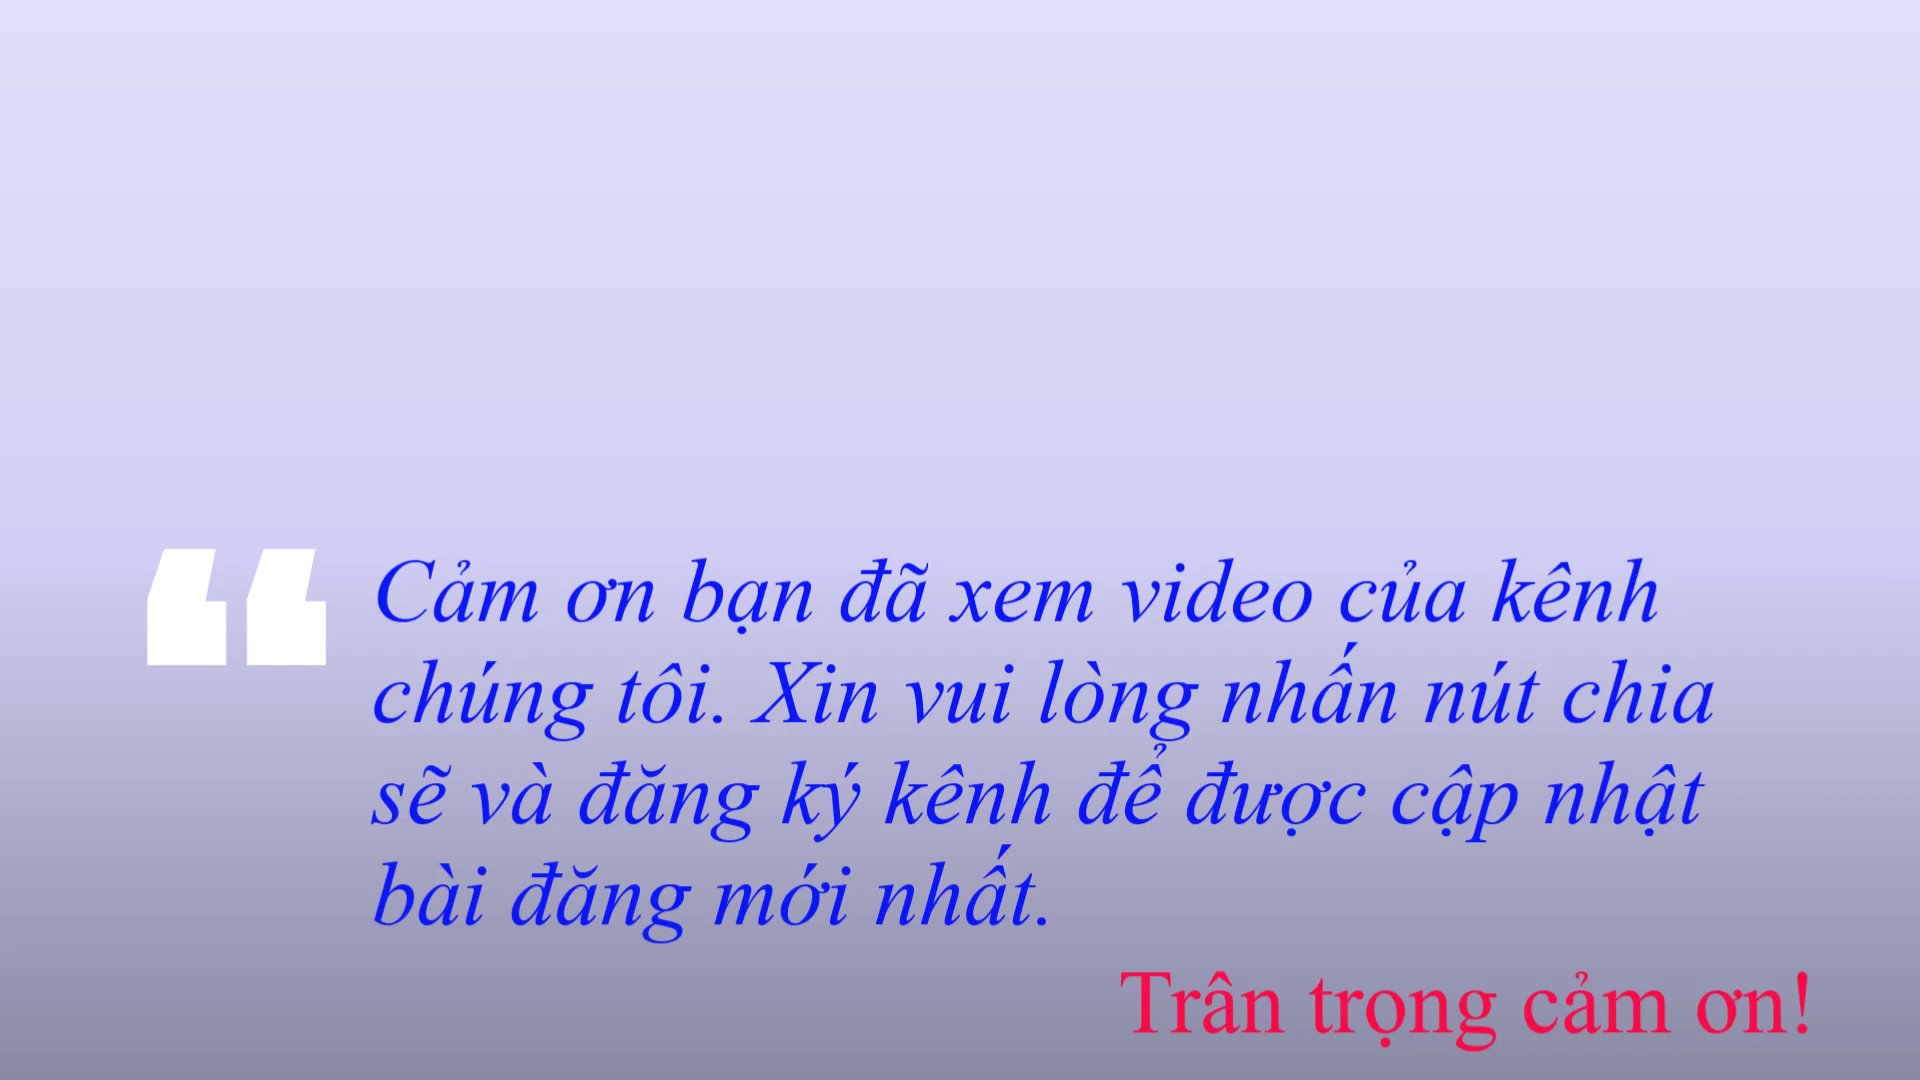 “Cảm ơn bạn đã xem video của kênh
chúng tôi. Xin vui lòng nhấn nút chia
sẽ và đăng ký kênh để được cập nhật
bài đăng mới nhất.
Trân trọng cảm ơn!